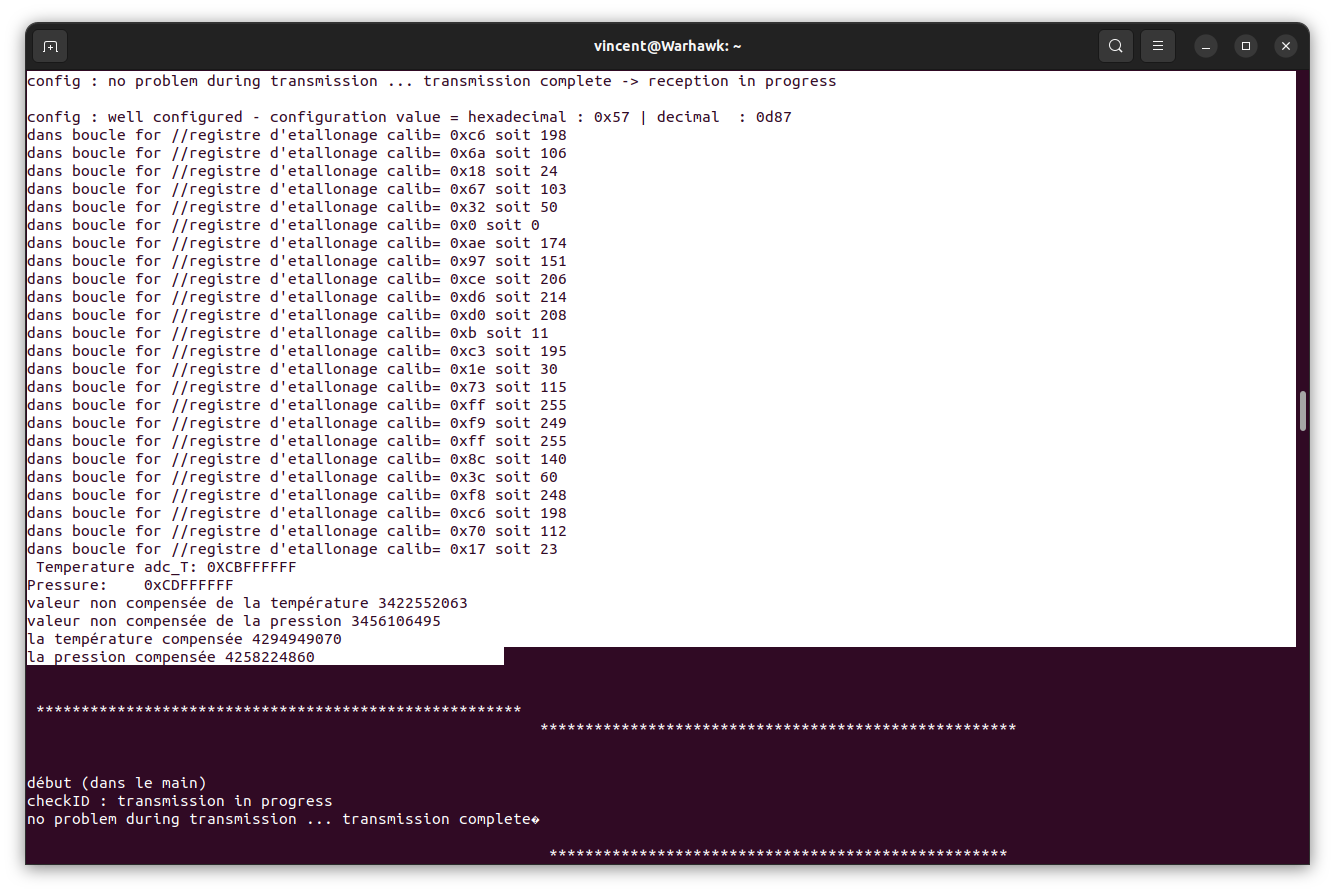 vincent@Warhawk: ~
config : no problem during transmission ... transmission complete -> reception in progress
config : well configured - configuration value = hexadecimal : 0x57 | decimal  : 0d87
dans boucle for //registre d'etallonage calib= 0xc6 soit 198
dans boucle for //registre d'etallonage calib= 0x6a soit 106
dans boucle for //registre d'etallonage calib= 0x18 soit 24
dans boucle for //registre d'etallonage calib= 0x67 soit 103
dans boucle for //registre d'etallonage calib= 0x32 soit 50
dans boucle for //registre d'etallonage calib= 0x0 soit 0
dans boucle for //registre d'etallonage calib= 0xae soit 174
dans boucle for //registre d'etallonage calib= 0x97 soit 151
dans boucle for //registre d'etallonage calib= 0xce soit 206
dans boucle for //registre d'etallonage calib= 0xd6 soit 214
dans boucle for //registre d'etallonage calib= 0xd0 soit 208
dans boucle for //registre d'etallonage calib= 0xb soit 11
dans boucle for //registre d'etallonage calib= 0xc3 soit 195
dans boucle for //registre d'etallonage calib= 0x1e soit 30
dans boucle for //registre d'etallonage calib= 0x73 soit 115
dans boucle for //registre d'etallonage calib= 0xff soit 255
dans boucle for //registre d'etallonage calib= 0xf9 soit 249
dans boucle for //registre d'etallonage calib= 0xff soit 255
dans boucle for //registre d'etallonage calib= 0x8c soit 140
dans boucle for //registre d'etallonage calib= 0x3c soit 60
dans boucle for //registre d'etallonage calib= 0xf8 soit 248
dans boucle for //registre d'etallonage calib= 0xc6 soit 198
dans boucle for //registre d'etallonage calib= 0x70 soit 112
dans boucle for //registre d'etallonage calib= 0x17 soit 23
 Temperature adc_T: 0XCBFFFFFF
Pressure:    0xCDFFFFFF
valeur non compensée de la température 3422552063
valeur non compensée de la pression 3456106495
la température compensée 4294949070
la pression compensée 4258224860
******************************************************
*****************************************************
début (dans le main)
checkID : transmission in progress
no problem during transmission ... transmission complete�
***************************************************